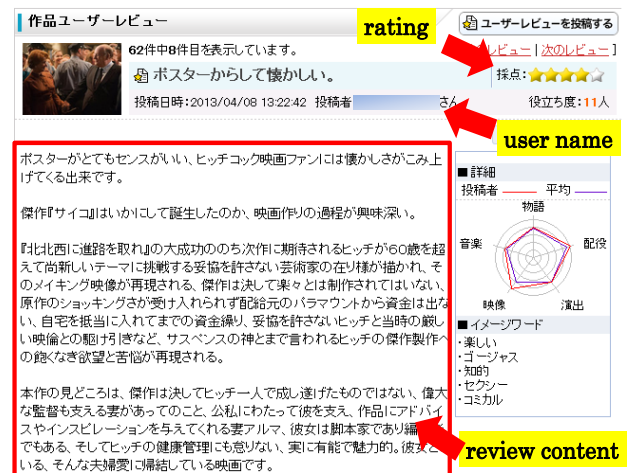 作品ユーザーレビュー
rating
ユーザーレビューを投稿する
62件中8件目を表示しています。
レビュー | 次のレビュー ]
ポスターからして懐かしい。
採点:★★★★☆
投稿日時:2013/04/08 13:22:42 投稿者 さん
役立ち度:11人
user name
ポスターがとてもセンスがいい、ヒッチコック映画ファンには懐かしさがこみ上
げてくる出来です。
傑作『サイコ』はいかにして誕生したのか、映画作りの過程が興味深い。
『北北西に進路を取れ』の大成功ののち次作に期待されるヒッチが60歳を超
えて尚新しいテーマに挑戦する妥協を許さない芸術家の在り様が描かれ、そ
のメイキング映像が再現される、傑作は決して楽々とは制作されてはいない、
原作のショッキングさが受け入れられず配給元のパラマウントから資金は出な
い、自宅を抵当に入れてまでの資金繰り、妥協を許さないヒッチと当時の厳し
い映倫との駆け引きなど、サスペンスの神とまで言われるヒッチの傑作製作へ
の飽くなき欲望と苦悩が再現される。
本作の見どころは、傑作は決してヒッチ一人で成し遂げたものではない、偉大
な監督も支える妻があってのこと、公私にわたって彼を支え、作品にアドバイ
スやインスピレーションを与えてくれる妻アルマ、彼女は脚本家であり編
でもある、そしてヒッチの健康管理にも怠りない、実に有能で魅力的。彼女と
いる、そんな夫婦愛に帰結している映画です。
■詳細
投稿者 平均
物語
音楽
配役
映像
演出
■イメージワード
・楽しい
・ゴージャス
・知的
・セクシー
・コミカル
review content